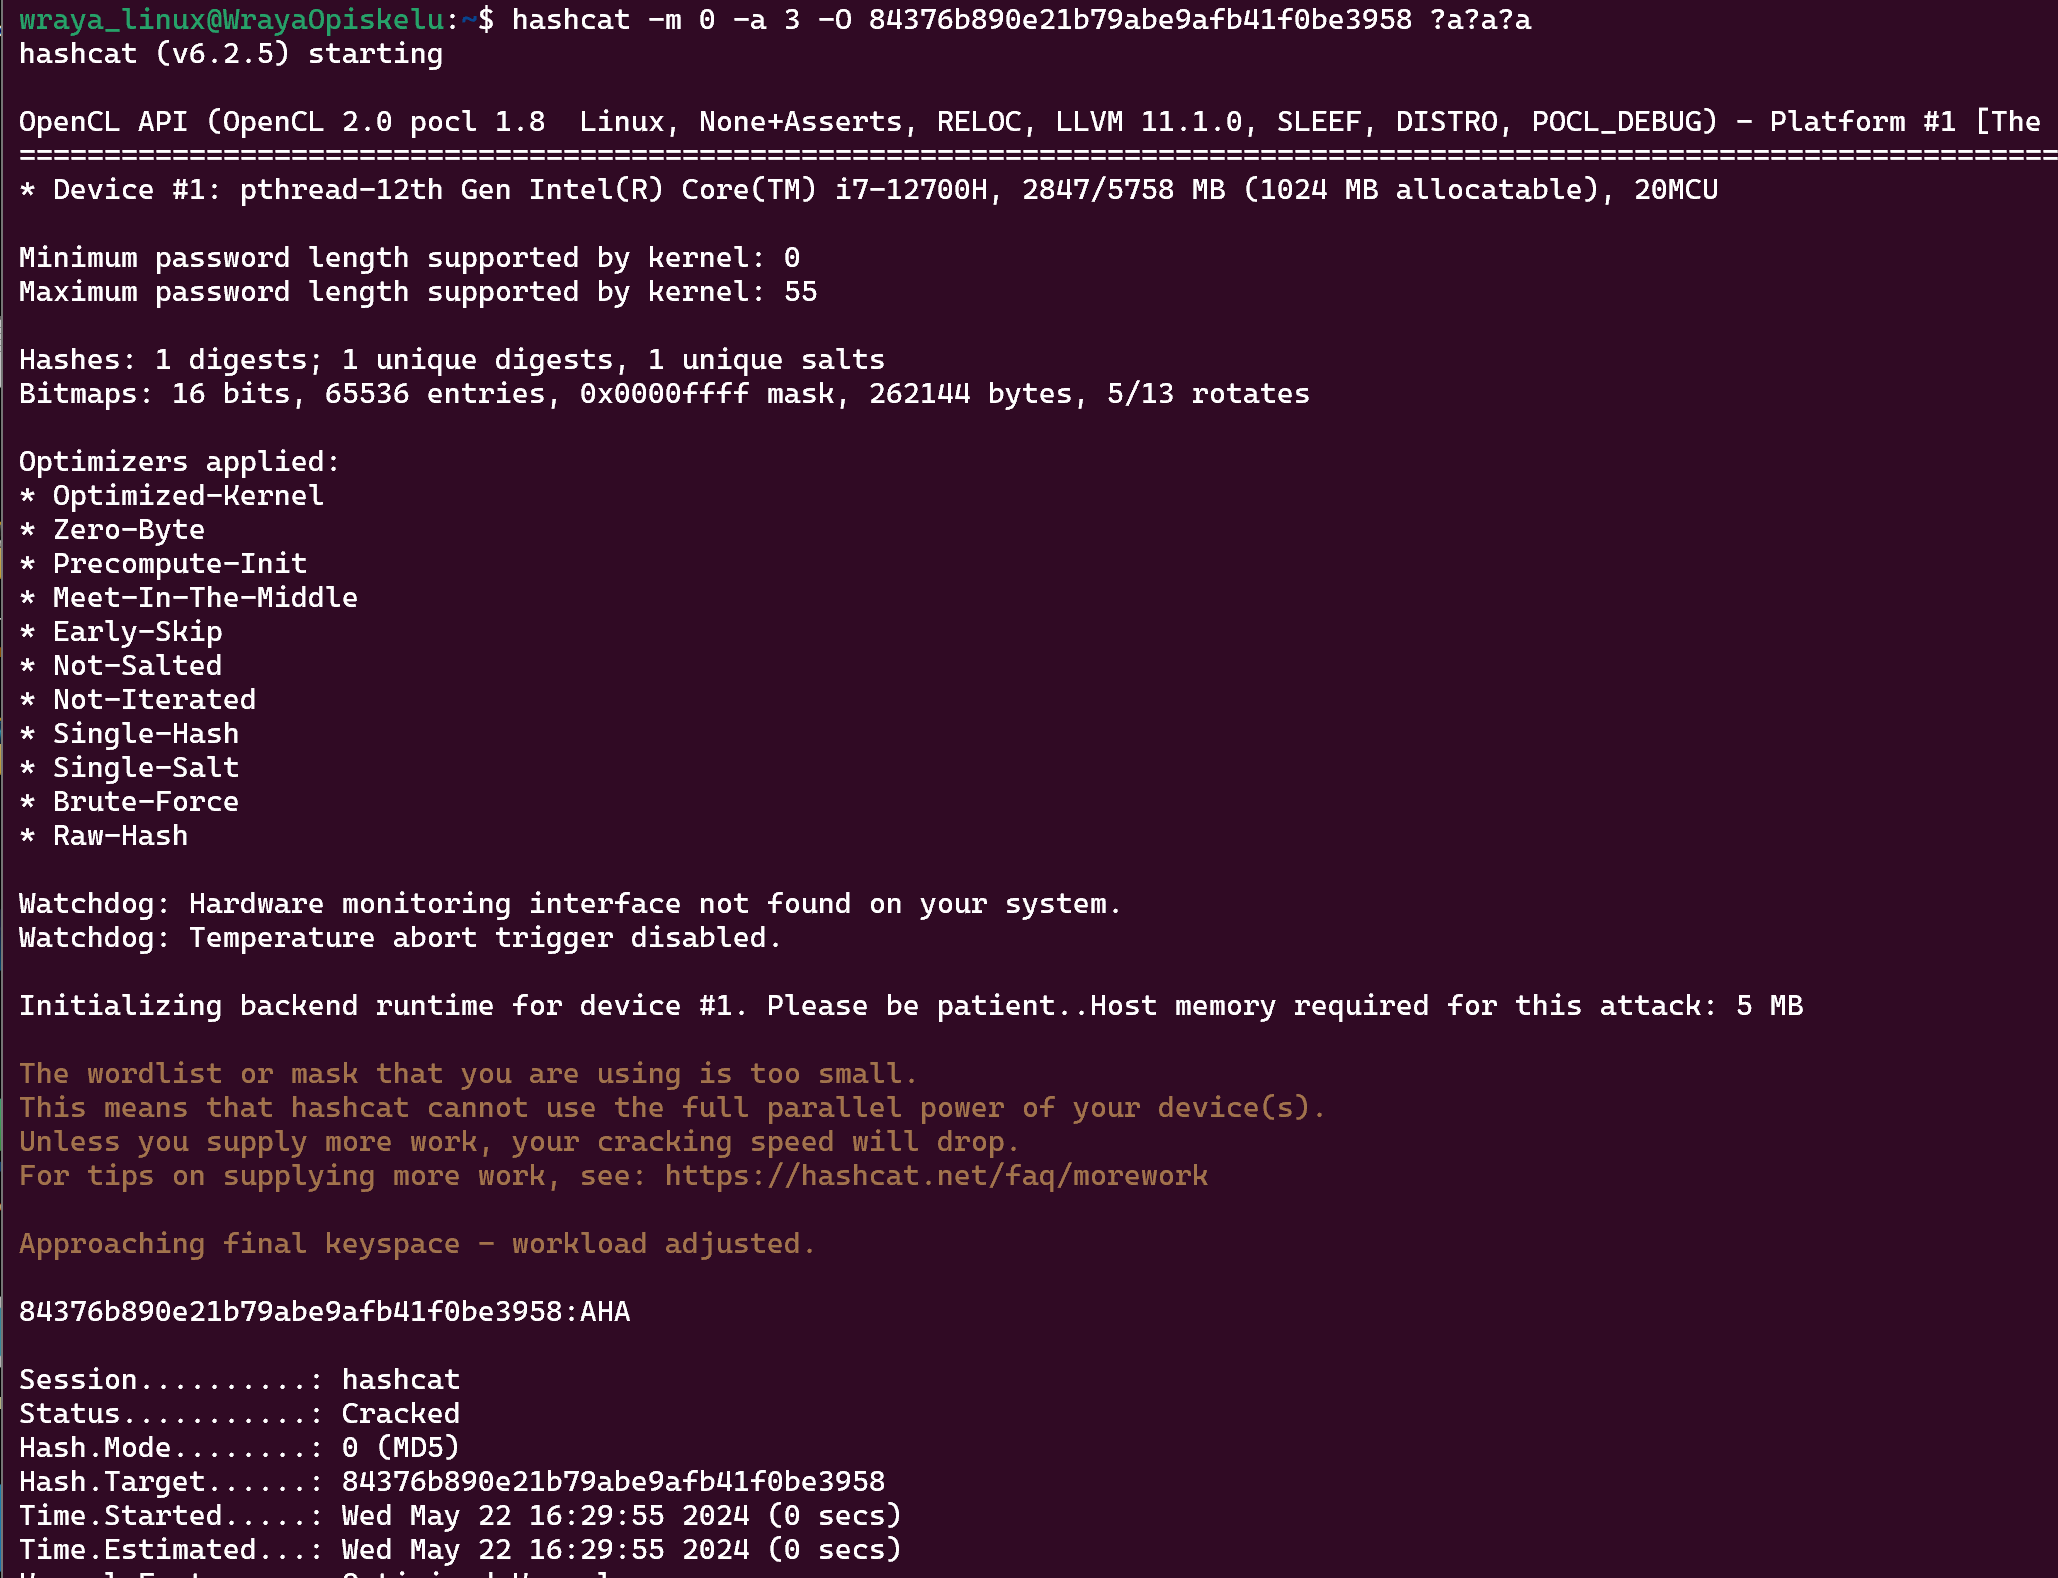 wraya_linux@WrayaOpiskelu:~$ hashcat -m 0 -a 3 -O 84376b890e21b79abe9afb41f0be3958 ?a?a?a
hashcat (v6.2.5) starting
OpenCL API (OpenCL 2.0 pocl 1.8  Linux, None+Asserts, RELOC, LLVM 11.1.0, SLEEF, DISTRO, POCL_DEBUG) - Platform #1 [The
========================================================================================================================
* Device #1: pthread-12th Gen Intel(R) Core(TM) i7-12700H, 2847/5758 MB (1024 MB allocatable), 20MCU
Minimum password length supported by kernel: 0
Maximum password length supported by kernel: 55
Hashes: 1 digests; 1 unique digests, 1 unique salts
Bitmaps: 16 bits, 65536 entries, 0x0000ffff mask, 262144 bytes, 5/13 rotates
Optimizers applied:
* Optimized-Kernel
* Zero-Byte
* Precompute-Init
* Meet-In-The-Middle
* Early-Skip
* Not-Salted
* Not-Iterated
* Single-Hash
* Single-Salt
* Brute-Force
* Raw-Hash
Watchdog: Hardware monitoring interface not found on your system.
Watchdog: Temperature abort trigger disabled.
Initializing backend runtime for device #1. Please be patient..Host memory required for this attack: 5 MB
The wordlist or mask that you are using is too small.
This means that hashcat cannot use the full parallel power of your device(s).
Unless you supply more work, your cracking speed will drop.
For tips on supplying more work, see: https://hashcat.net/faq/morework
Approaching final keyspace - workload adjusted.
84376b890e21b79abe9afb41f0be3958:AHA
Session..........: hashcat
Status...........: Cracked
Hash.Mode........: 0 (MD5)
Hash.Target......: 84376b890e21b79abe9afb41f0be3958
Time.Started.....: Wed May 22 16:29:55 2024 (0 secs)
Time.Estimated...: Wed May 22 16:29:55 2024 (0 secs)